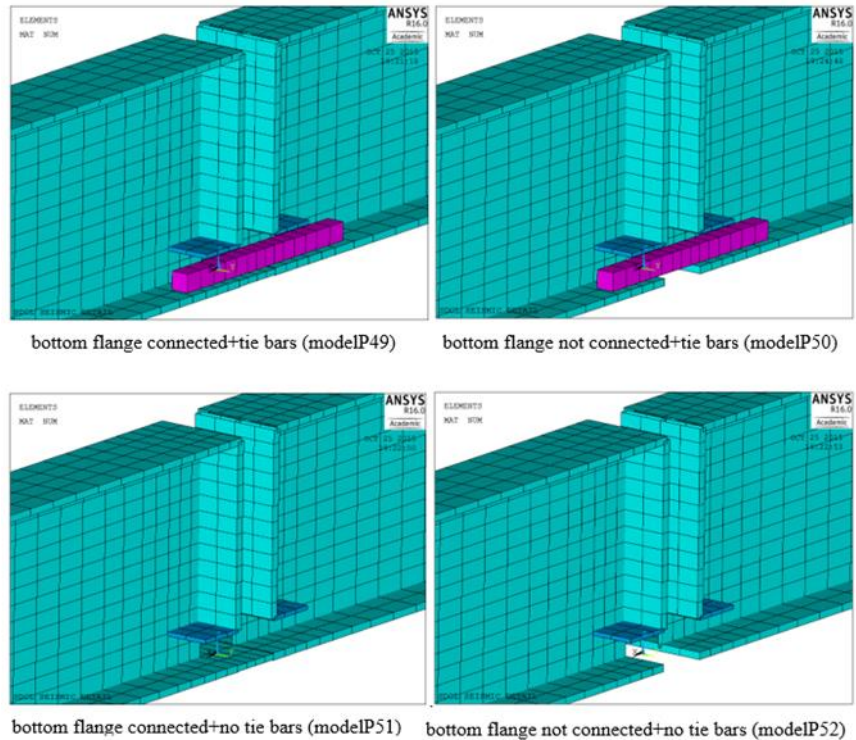 ELEMENTS
MAT NUM
ANSYS
R16.0
Academic
ELEMENTS
MAT NUM
ANSYS
R16.0
Academic
bottom flange connected+tie bars (modelP49)
bottom flange not connected+tie bars (modelP50)
ELEMENTS
MAT NUM
ANSYS
R16.0
Academic
ELEMENTS
MAT NUM
ANSYS
R16.0
Academic
bottom flange connected+no tie bars (modelP51)
bottom flange not connected+no tie bars (modelP52)